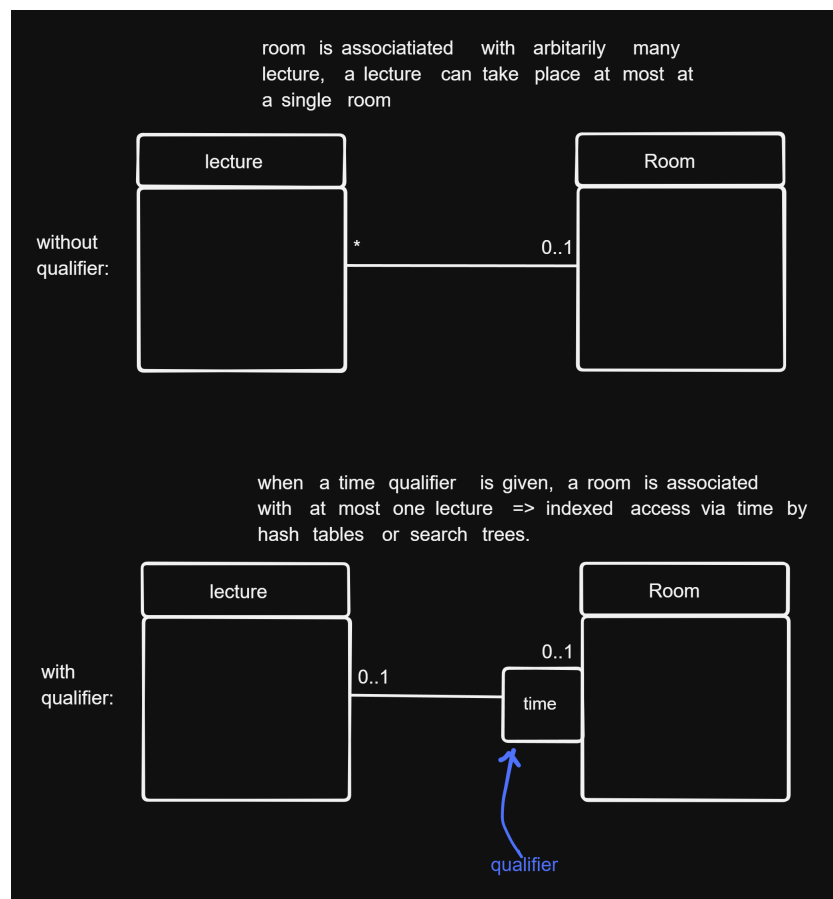 room is associatiated with arbitarily many
lecture, a lecture can take place at most at
a single room
lecture
Room
without
qualifier:
*
0..1
when a time qualifier is given, a room is associated
with at most one lecture => indexed access via time by
hash tables or search trees.
lecture
Room
with
qualifier:
0..1
0..1
time
qualifier